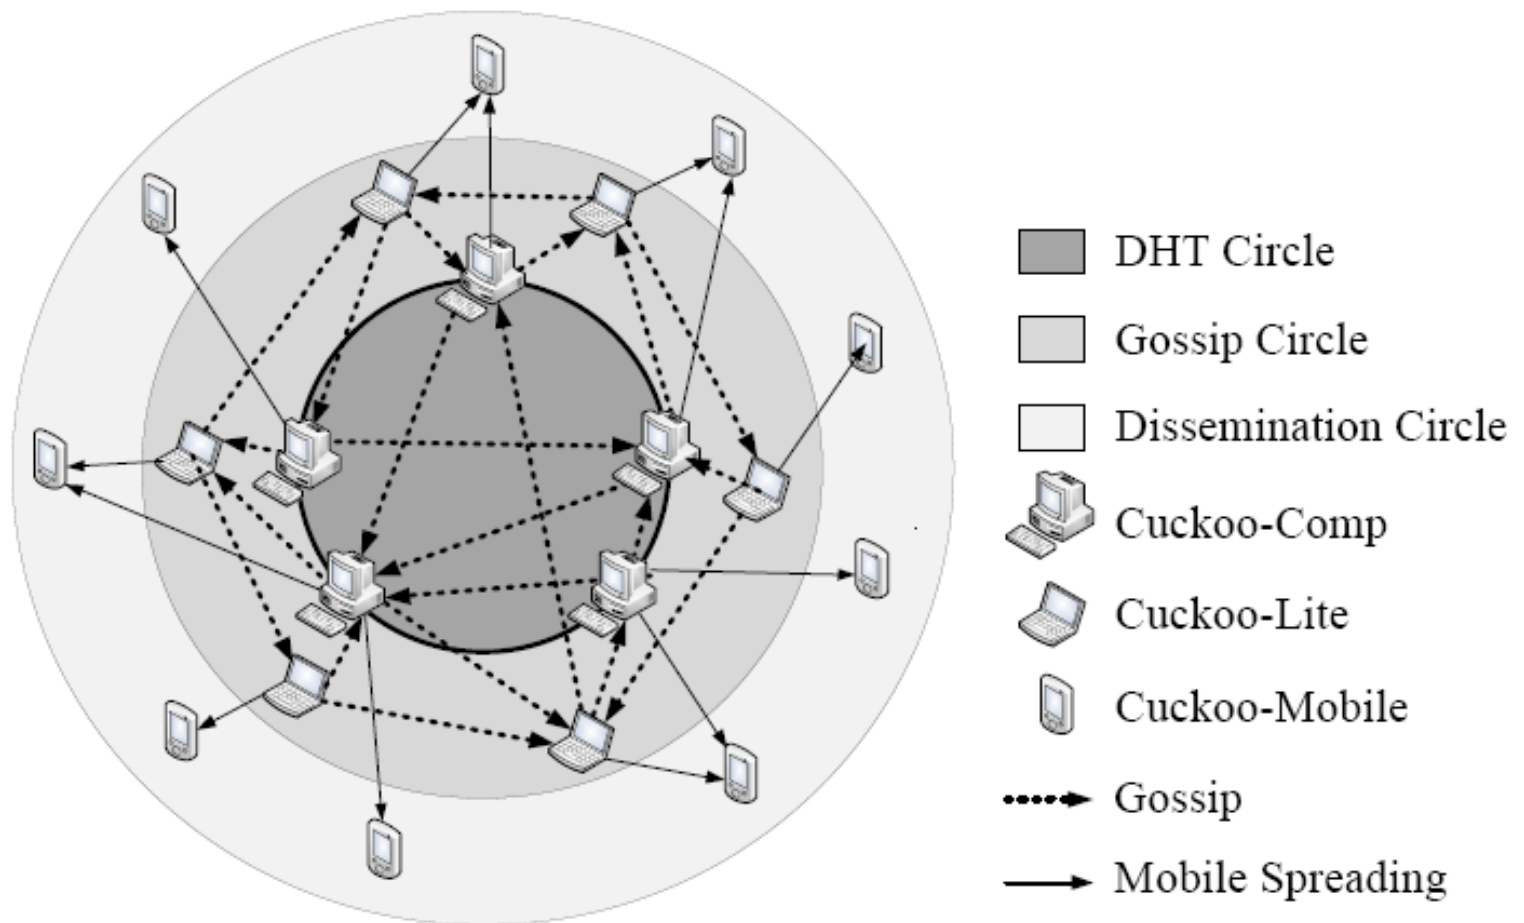 DHT Circle
Gossip Circle
Dissemination Circle
Cuckoo-Comp
Cuckoo-Lite
Cuckoo-Mobile
Gossip
Mobile Spreading